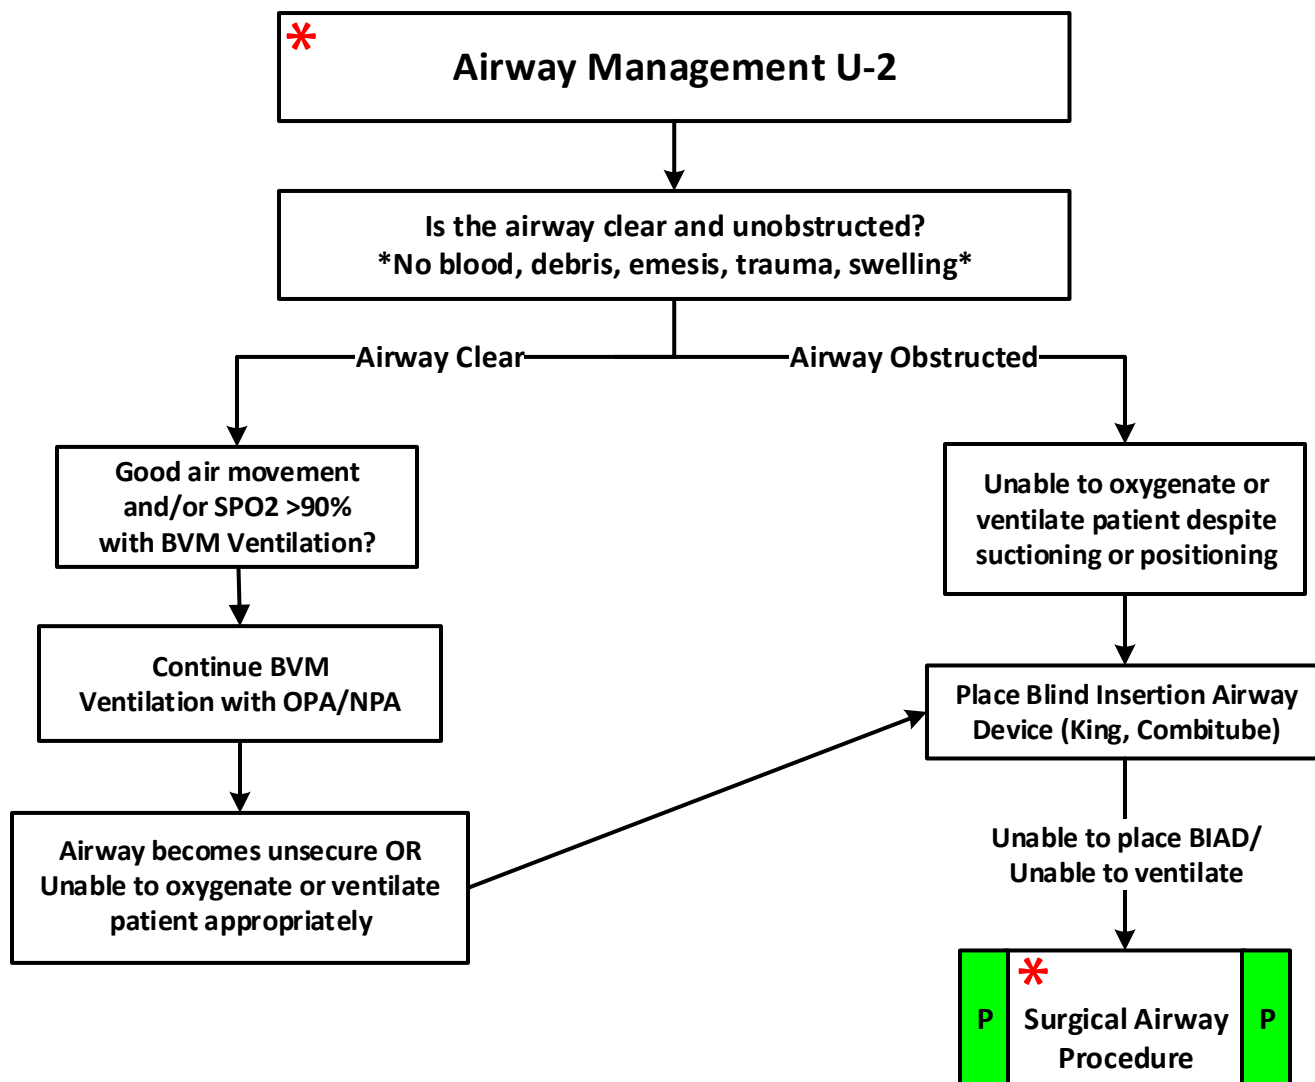 *
Airway Management U-2
Is the airway clear and unobstructed?
*No blood, debris, emesis, trauma, swelling*
Airway Clear
Airway Obstructed
Good air movement
and/or SPO2 >90%
with BVM Ventilation?
Continue BVM
Ventilation with OPA/NPA
Airway becomes unsecure OR
Unable to oxygenate or ventilate
patient appropriately
Unable to oxygenate or
ventilate patient despite
suctioning or positioning
Place Blind Insertion Airway
Device (King, Combitube)
Unable to place BIAD/
Unable to ventilate
*
P
Surgical Airway
Procedure
P